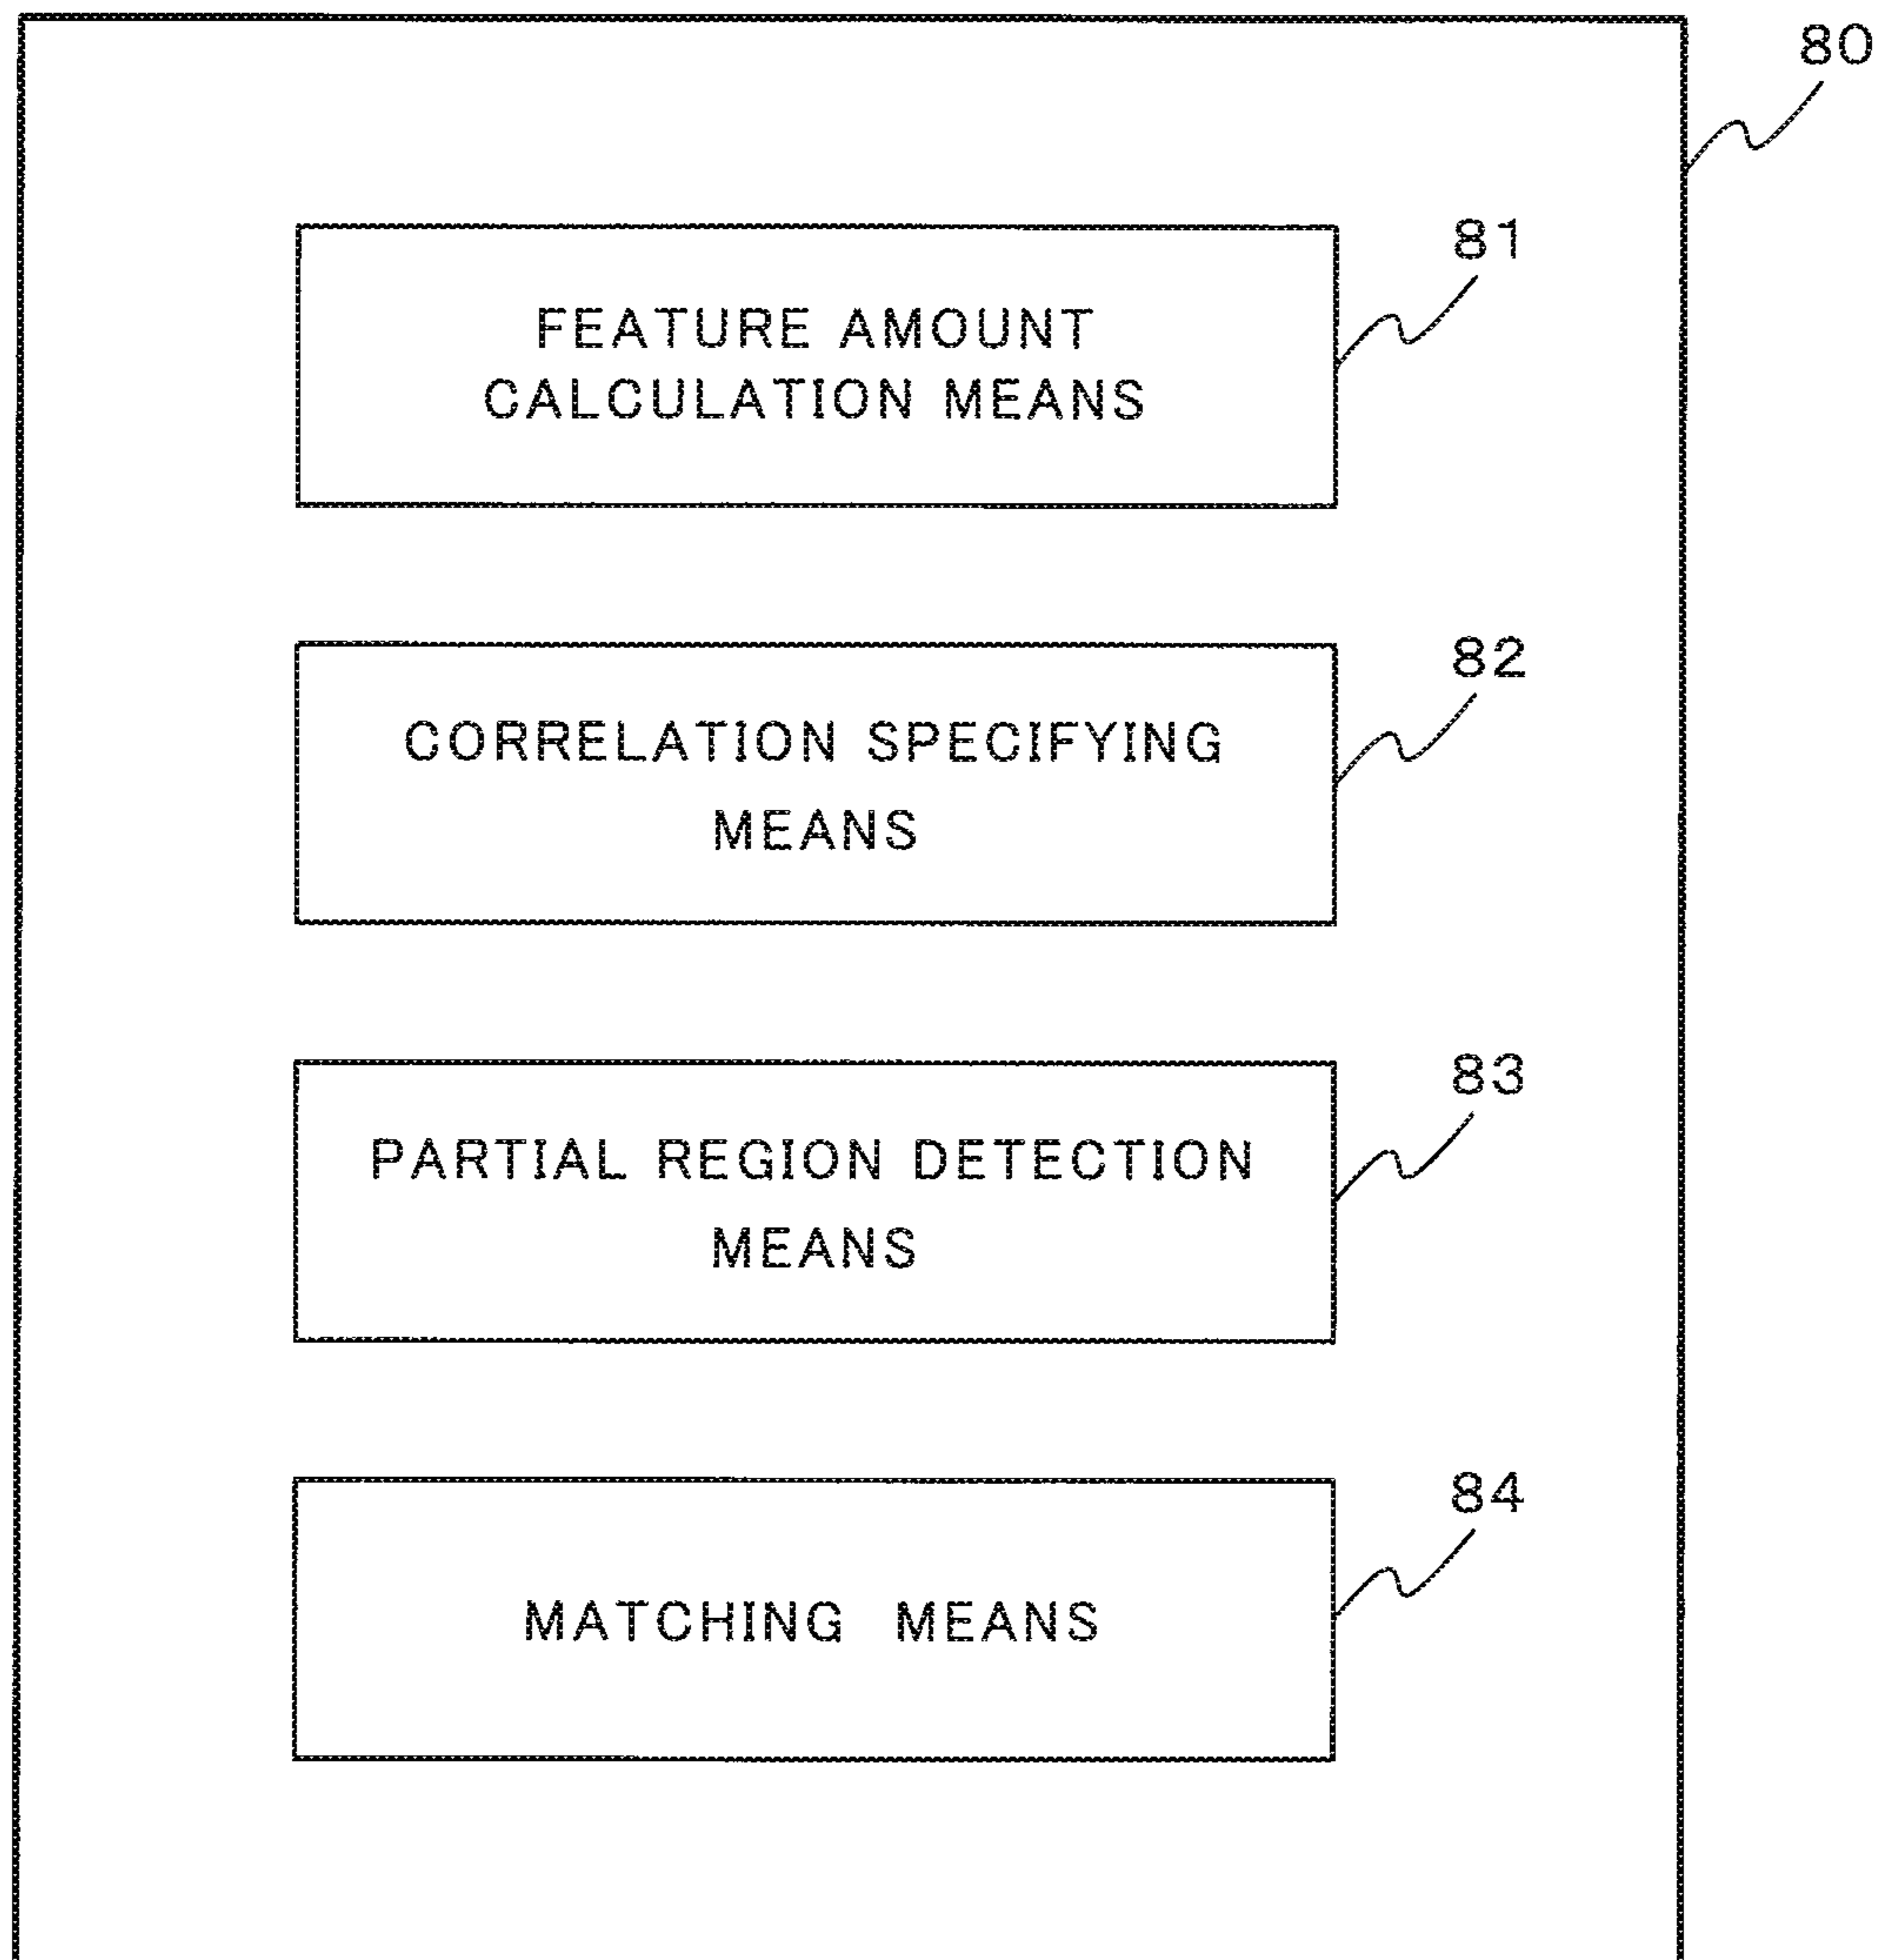 80
81
FEATURE AMOUNT
CALCULATION MEANS
82
CORRELATION SPECIFYING
MEANS
83
PARTIAL REGION DETECTION
MEANS
84
MATCHING MEANS